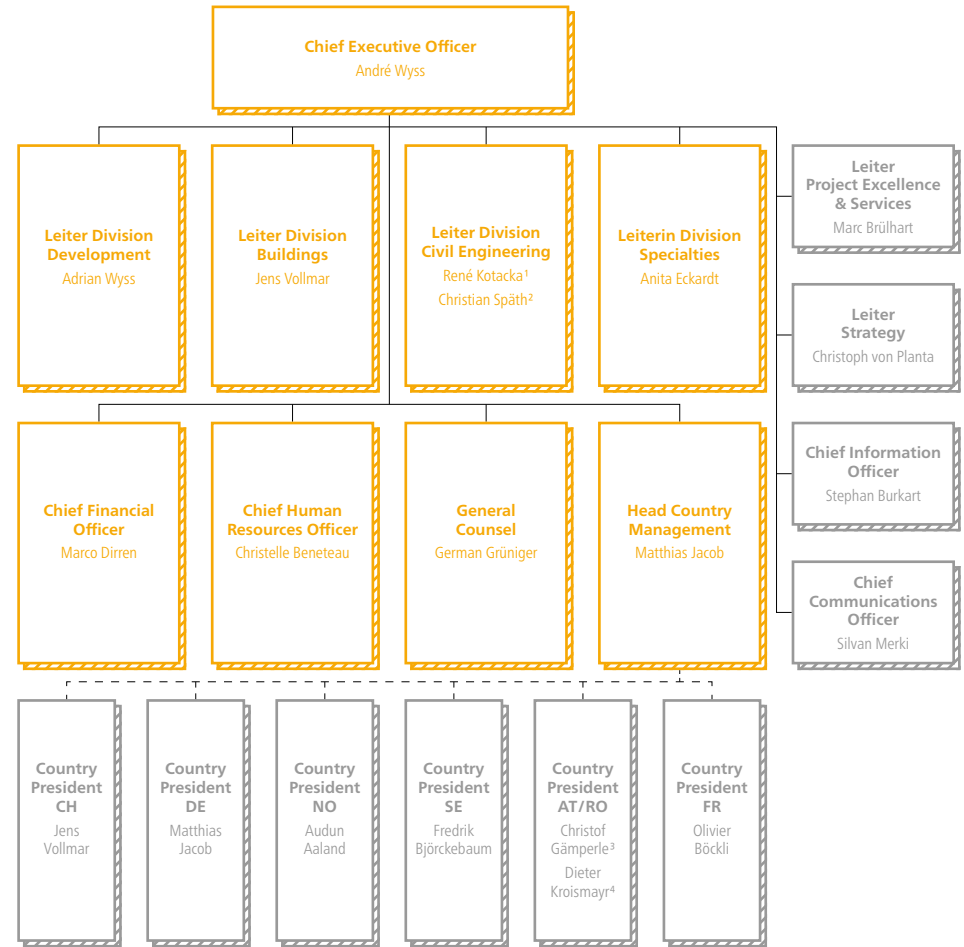 Chief Executive Officer
André Wyss
Leiter Division
Development
Adrian Wyss
Leiter Division
Buildings
Jens Vollmar
Leiter Division
Civil Engineering
René Kotacka¹
Christian Späth²
Leiterin Division
Specialties
Anita Eckardt
Leiter
Project Excellence
& Services
Marc Brülhart
Leiter
Strategy
Christoph von Planta
Chief Financial
Officer
Marco Dirren
Chief Human
Resources Officer
Christelle Beneteau
General
Counsel
German Grüniger
Head Country
Management
Matthias Jacob
Chief Information
Officer
Stephan Burkart
Chief
Communications
Officer
Silvan Merki
Country
President
CH
Jens
Vollmar
Country
President
DE
Matthias
Jacob
Country
President
NO
Audun
Aaland
Country
President
SE
Fredrik
Björckebaum
Country
President
AT/RO
Christof
Gämperle³
Dieter
Kroismayr⁴
Country
President
FR
Olivier
Böckli